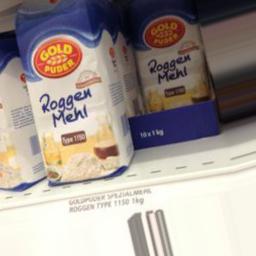 GOLD
PUDER
Roggen
Mehl
Type 1150
GOLD
PUDER
Roggen
Mehl
10 x 1 kg
GOLDPUDER SPEZIALMEHL
ROGGEN TYPE 1150 1kg